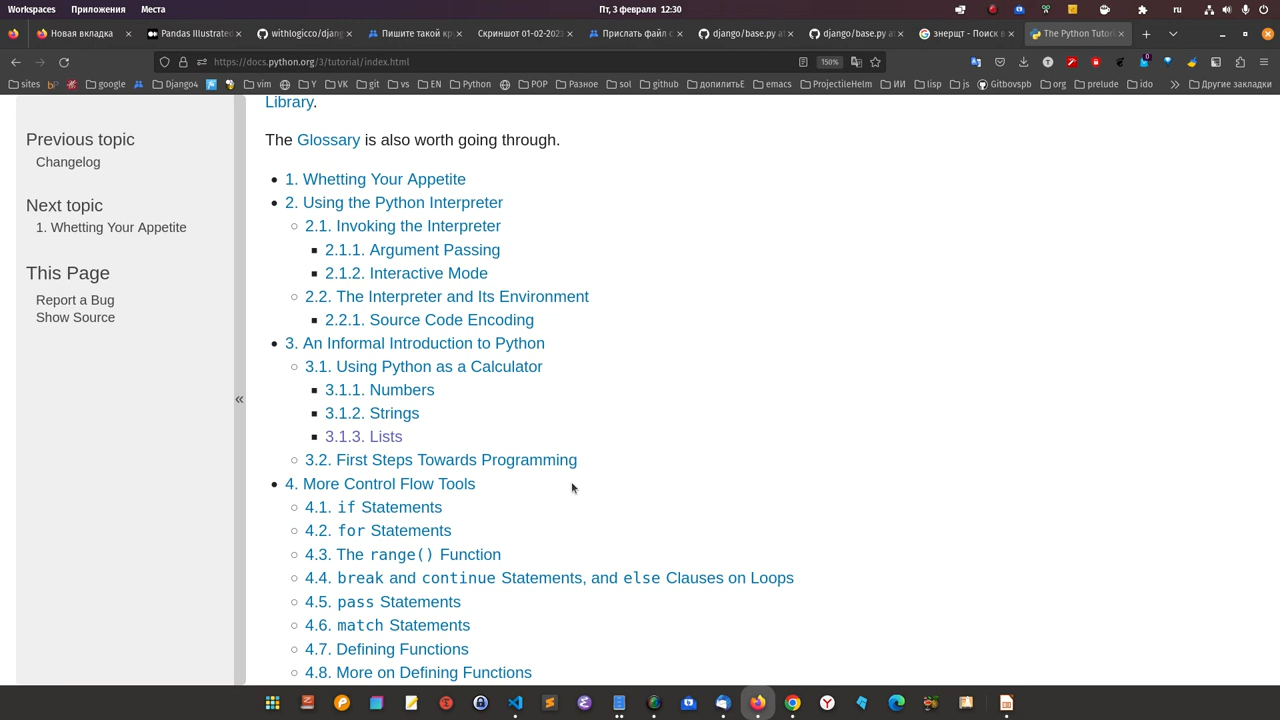 Workspaces Приложения Места Пт, 3 февраля 12:30 ru
Новая вкладка Pandas Illustrated withlogicco/djang Пишите такой кр Скриншот 01-02-202 Прислать файл с django/base.py at django/base.py at энерщт - Поиск в The Python Tutori
https://docs.python.org/3/tutorial/index.html 150%
sites google Django4 vim Y VK git vs EN Python POP Разное sol github допилитьЕ emacs ProjectileHelm ИИ lisp js Gitbovspb org prelude ido Другие закладки
Library.
The Glossary is also worth going through.
Previous topic
Changelog
Next topic
1. Whetting Your Appetite
This Page
Report a Bug
Show Source
«
1. Whetting Your Appetite
2. Using the Python Interpreter
2.1. Invoking the Interpreter
2.1.1. Argument Passing
2.1.2. Interactive Mode
2.2. The Interpreter and Its Environment
2.2.1. Source Code Encoding
3. An Informal Introduction to Python
3.1. Using Python as a Calculator
3.1.1. Numbers
3.1.2. Strings
3.1.3. Lists
3.2. First Steps Towards Programming
4. More Control Flow Tools
4.1. if Statements
4.2. for Statements
4.3. The range() Function
4.4. break and continue Statements, and else Clauses on Loops
4.5. pass Statements
4.6. match Statements
4.7. Defining Functions
4.8. More on Defining Functions